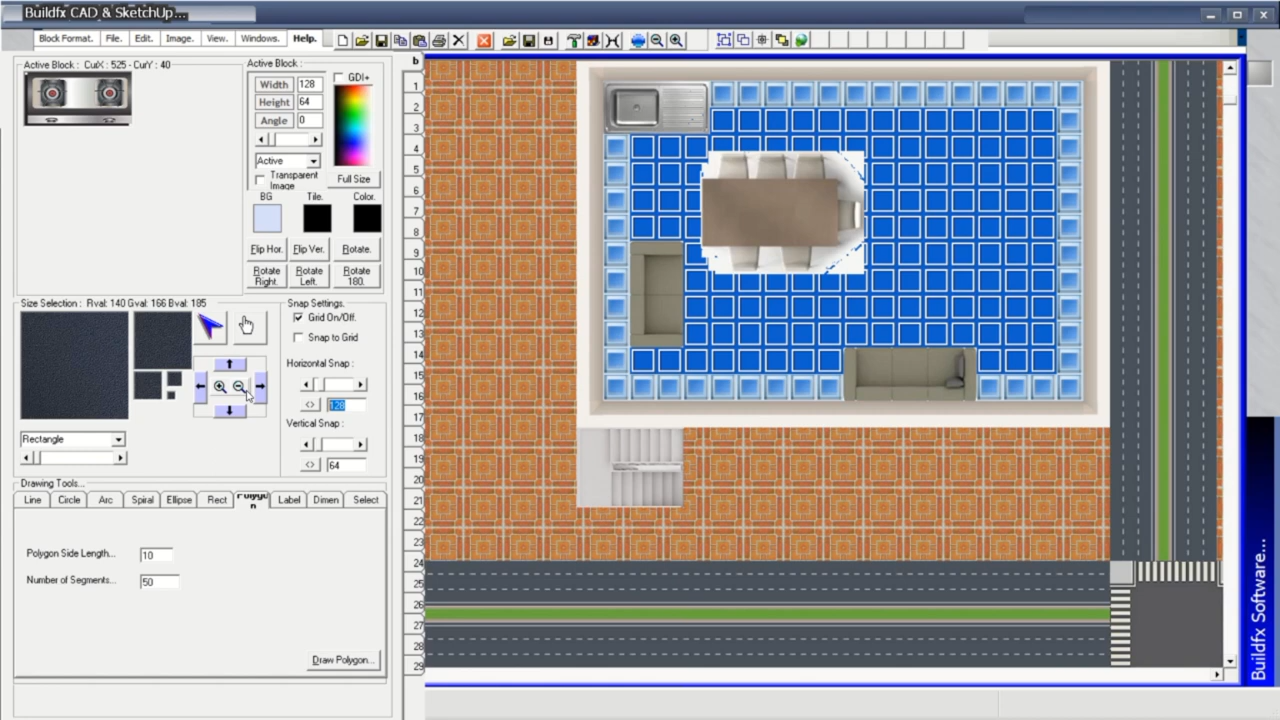 Buildfx CAD & SketchUp...
Block Format. File. Edit. Image. View. Windows. Help.
Active Block : CurX : 525 - CurY : 40
Active Block :
Width 128
GDI+
Height 64
Angle 0
Active
Transparent Image
Full Size
BG Tile. Color.
Flip Hor. Flip Ver. Rotate.
Rotate Right. Rotate Left. Rotate 180.
Size Selection : Rval: 140 Gval: 166 Bval: 185
Snap Settings.
Grid On/Off.
Snap to Grid
Horizontal Snap :
<> 128
Vertical Snap :
<> 64
Rectangle
Drawing Tools...
Line Circle Arc Spiral Ellipse Rect Polygon Label Dimen Select
Polygon Side Length... 10
Number of Segments... 50
Draw Polygon...
b
1
2
3
4
5
6
7
8
9
10
11
12
13
14
15
16
17
18
19
20
21
22
23
24
25
26
27
28
29
Buildfx Software...